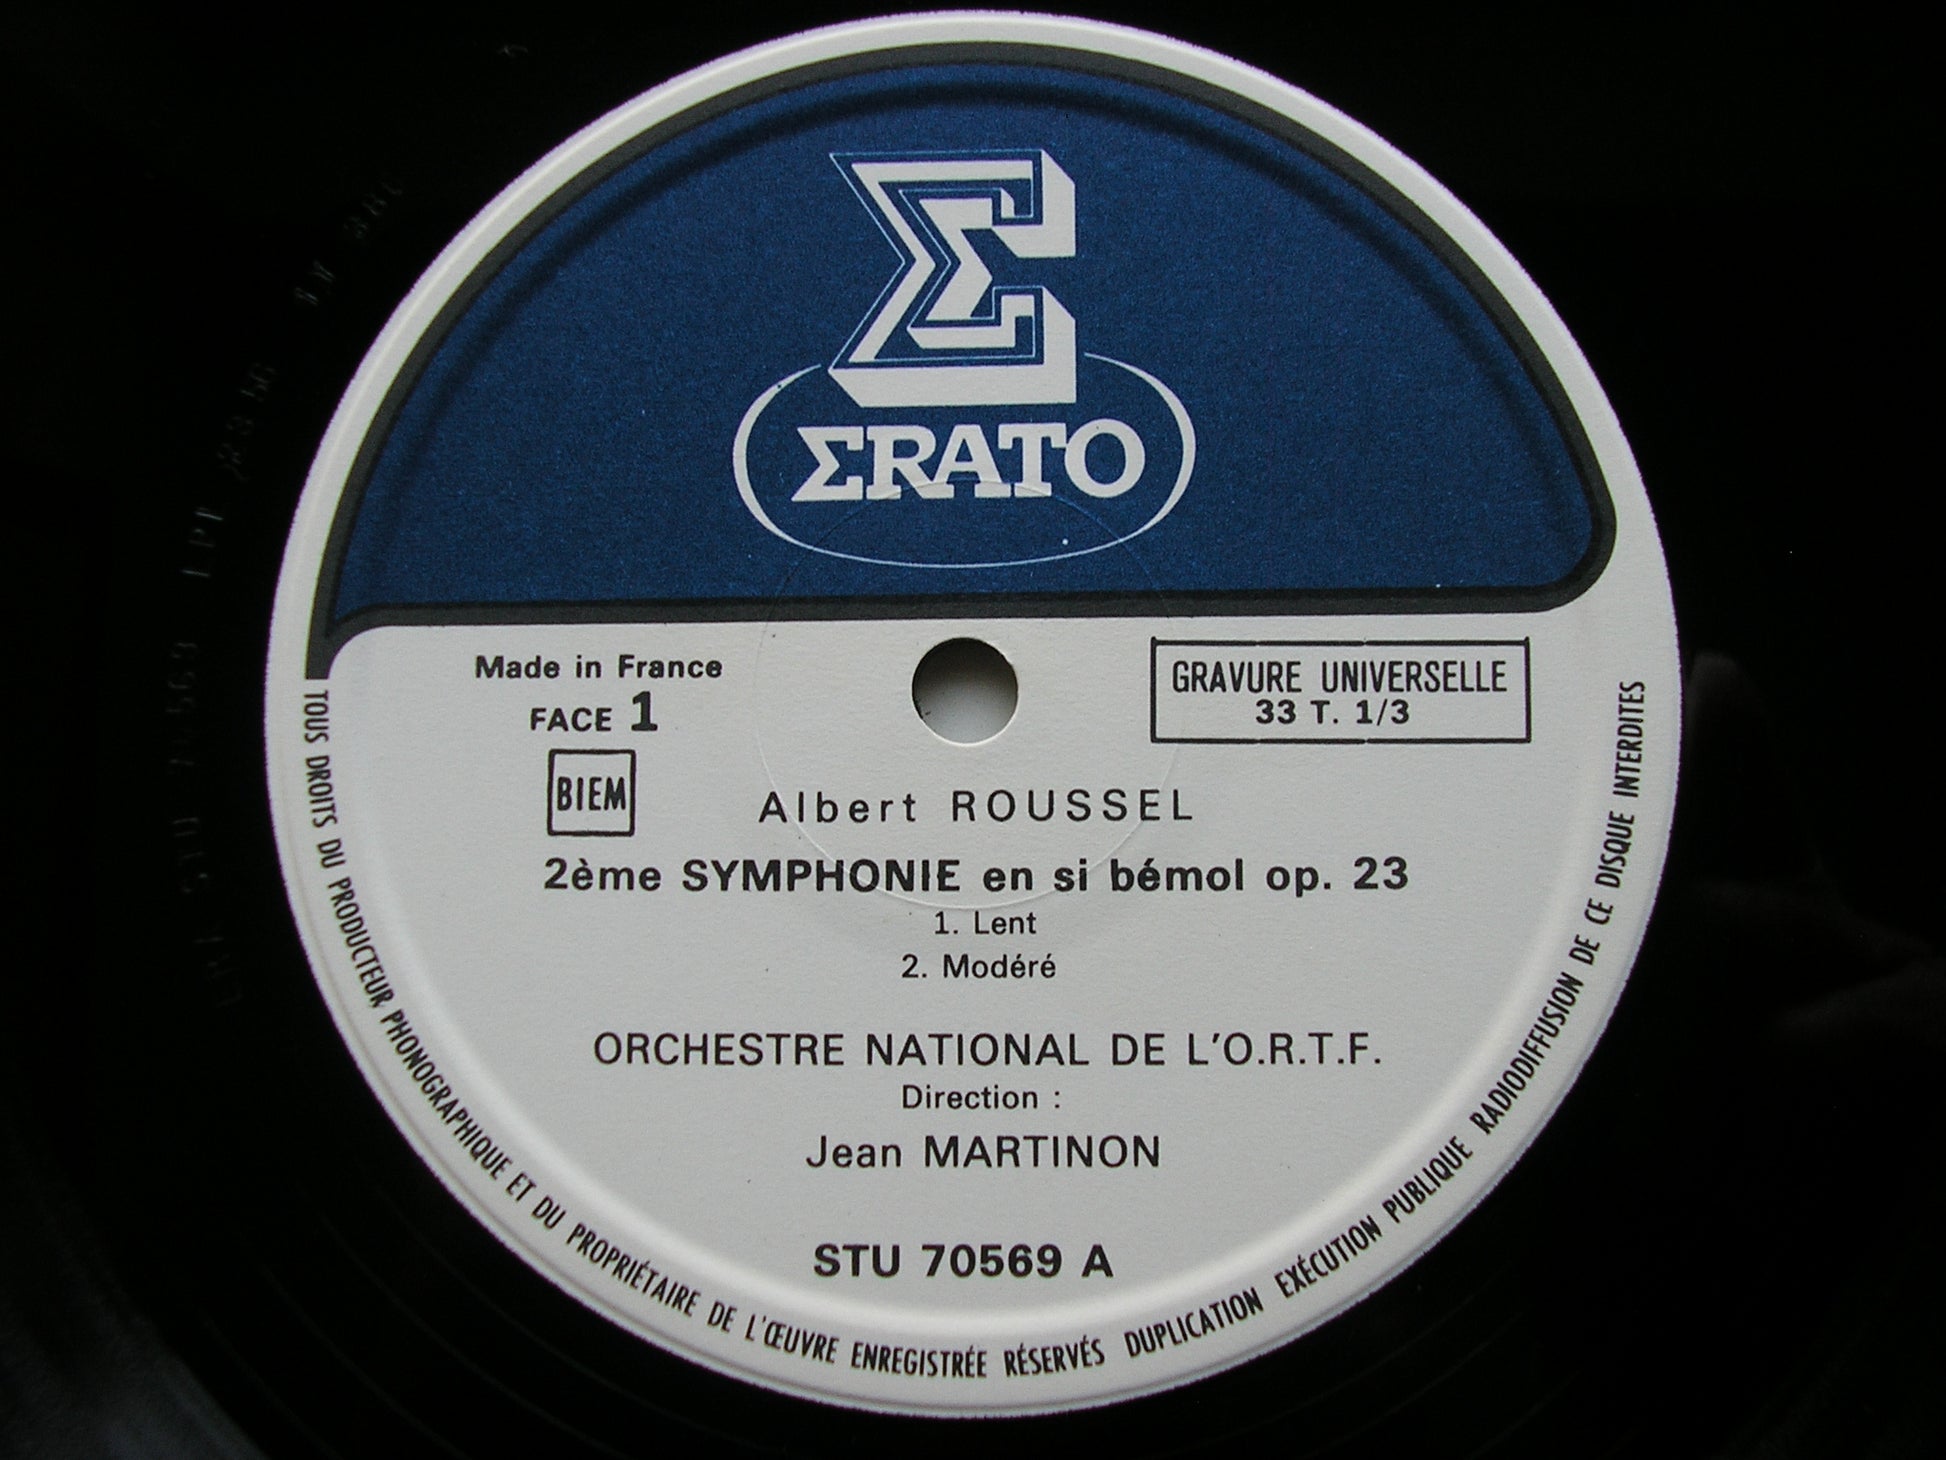 ERATO
Made in France
FACE 1
BIEM
GRAVURE UNIVERSELLE
33 T. 1/3
Albert ROUSSEL
2ème SYMPHONIE en si bémol op. 23
1. Lent
2. Modéré
ORCHESTRE NATIONAL DE L'O.R.T.F.
Direction :
Jean MARTINON
STU 70569 A
TOUS DROITS DU PRODUCTEUR PHONOGRAPHIQUE ET DU PROPRIÉTAIRE DE L'ŒUVRE ENREGISTRÉE RÉSERVÉS DUPLICATION EXÉCUTION PUBLIQUE RADIODIFFUSION DE CE DISQUE INTERDITES